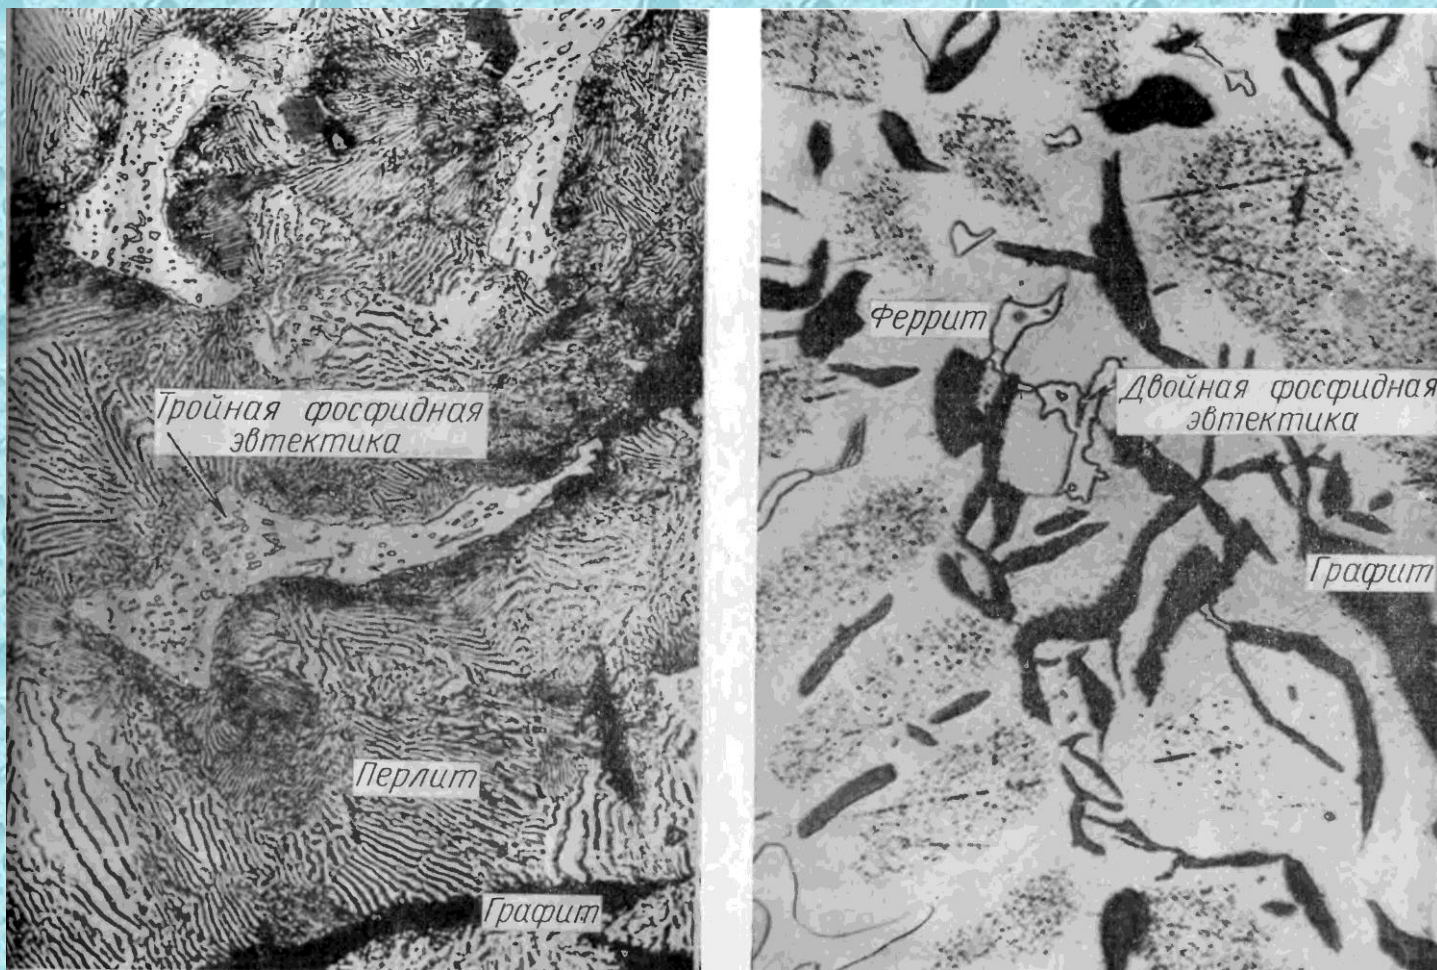 Тройная фосфидная
эвтектика
Перлит
Графит
Феррит
Двойная фосфидная
эвтектика
Графит